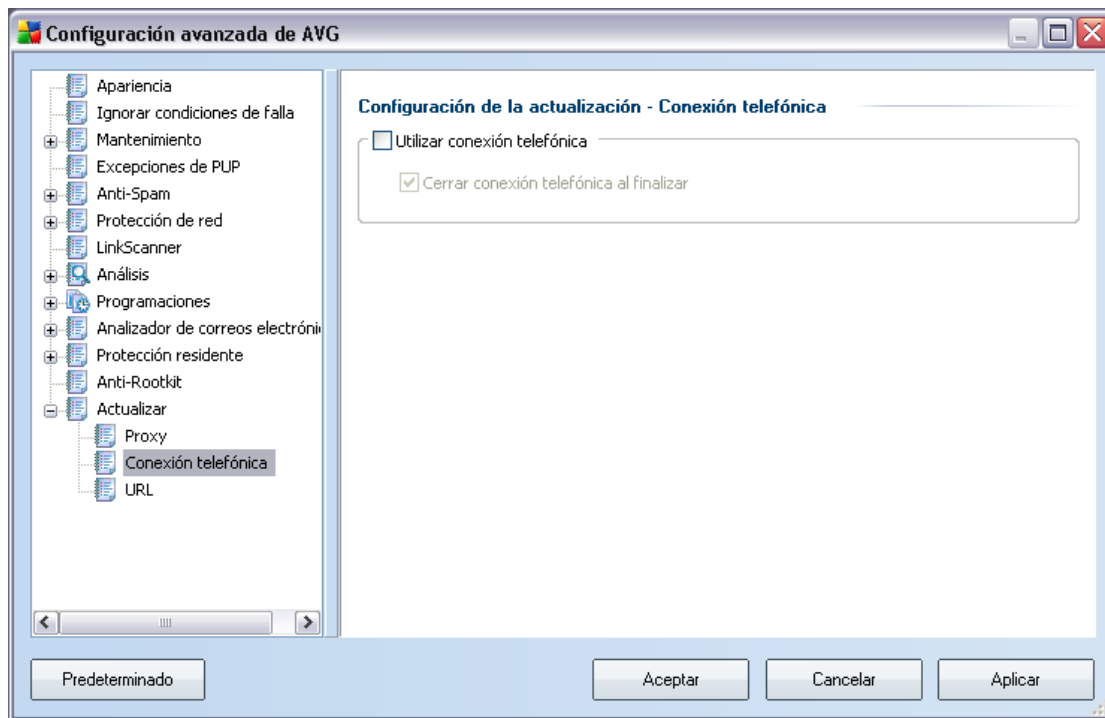 Configuración avanzada de AVG
Apariencia
Ignorar condiciones de falla
Mantenimiento
Excepciones de PUP
Anti-Spam
Protección de red
LinkScanner
Análisis
Programaciones
Analizador de correos electróni
Protección residente
Anti-Rootkit
Actualizar
Proxy
Conexión telefónica
URL
Configuración de la actualización - Conexión telefónica
Utilizar conexión telefónica
Cerrar conexión telefónica al finalizar
Predeterminado
Aceptar
Cancelar
Aplicar